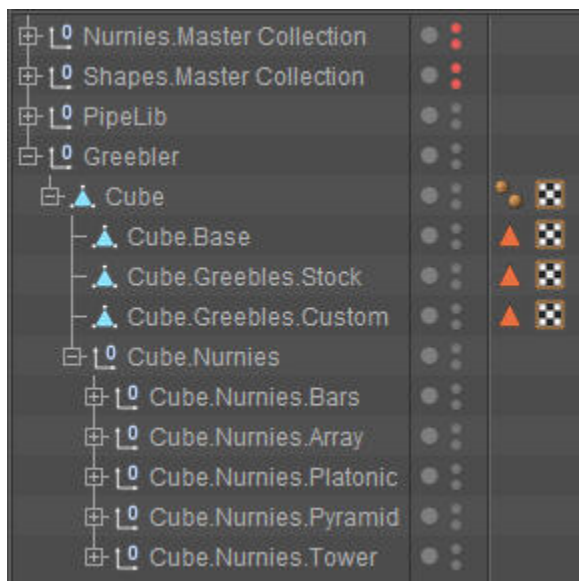 Nurnies.Master Collection
Shapes.Master Collection
PipeLib
Greebler
Cube
Cube.Base
Cube.Greebles.Stock
Cube.Greebles.Custom
Cube.Nurnies
Cube.Nurnies.Bars
Cube.Nurnies.Array
Cube.Nurnies.Platonic
Cube.Nurnies.Pyramid
Cube.Nurnies.Tower